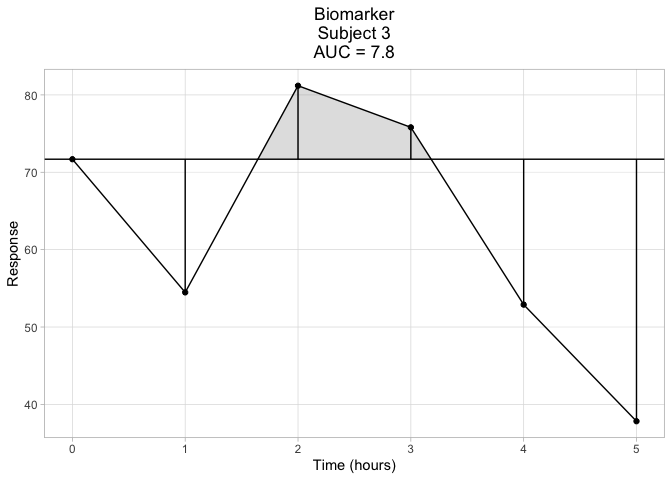 Biomarker
Subject 3
AUC = 7.8
80
70
60
50
40
Response
0 1 2 3 4 5
Time (hours)